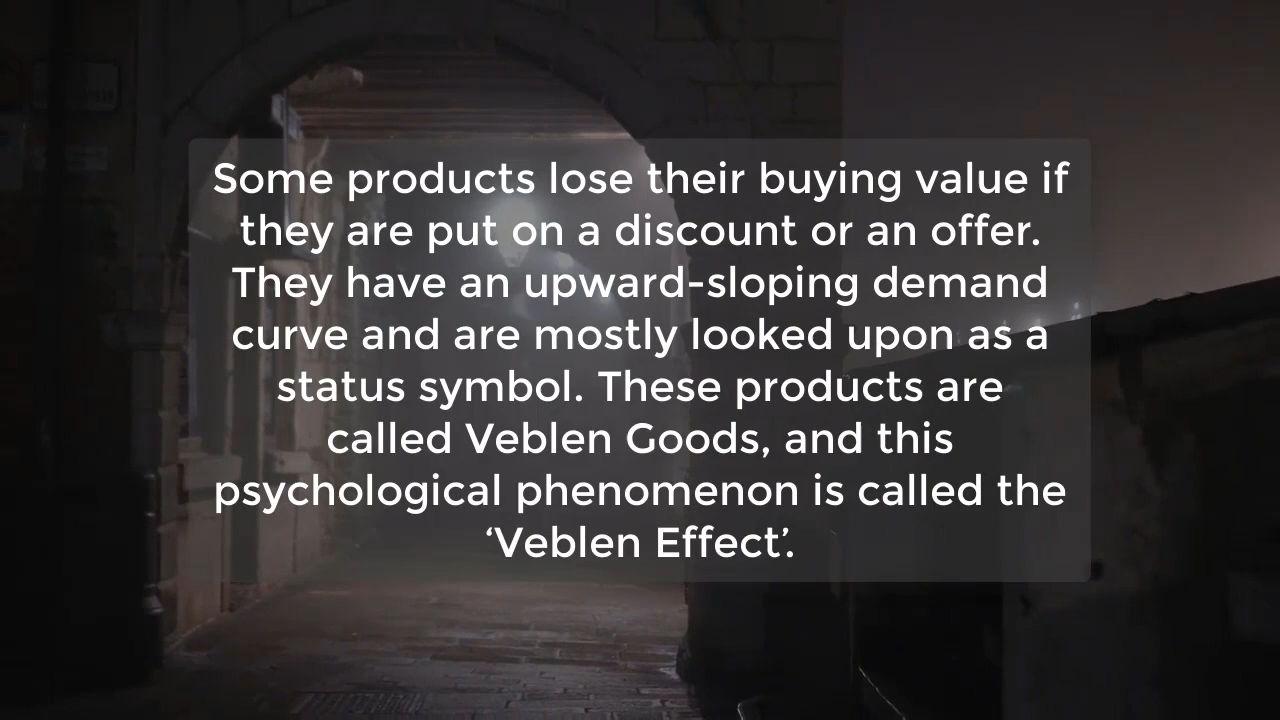 Some products lose their buying value if
they are put on a discount or an offer.
They have an upward-sloping demand
curve and are mostly looked upon as a
status symbol. These products are
called Veblen Goods, and this
psychological phenomenon is called the
‘Veblen Effect’.